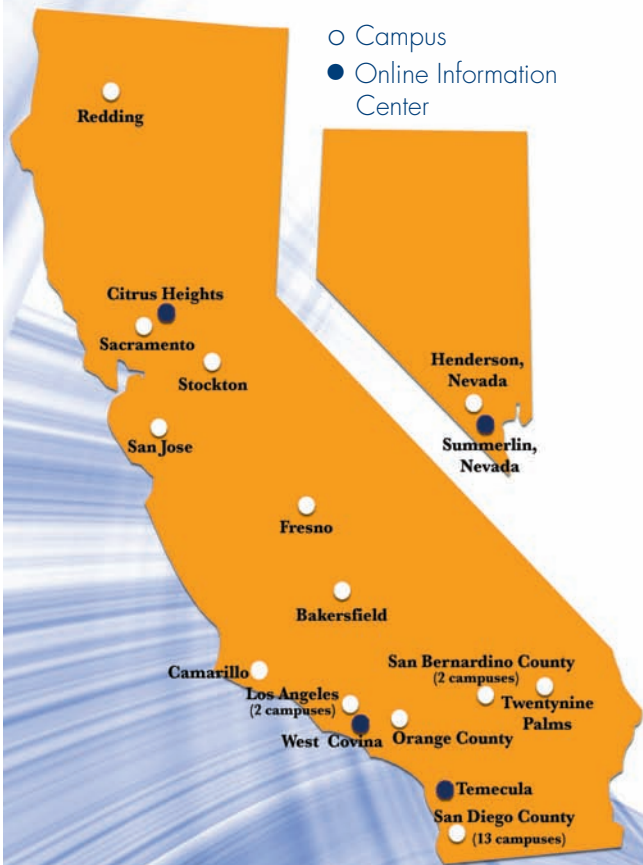 Campus
Online Information
Center
Redding
Citrus Heights
Sacramento
Stockton
San Jose
Henderson,
Nevada
Summerlin,
Nevada
Fresno
Bakersfield
Camarillo
San Bernardino County
(2 campuses)
Los Angeles
(2 campuses)
Twentynine
Palms
West Covina
Orange County
Temecula
San Diego County
(13 campuses)